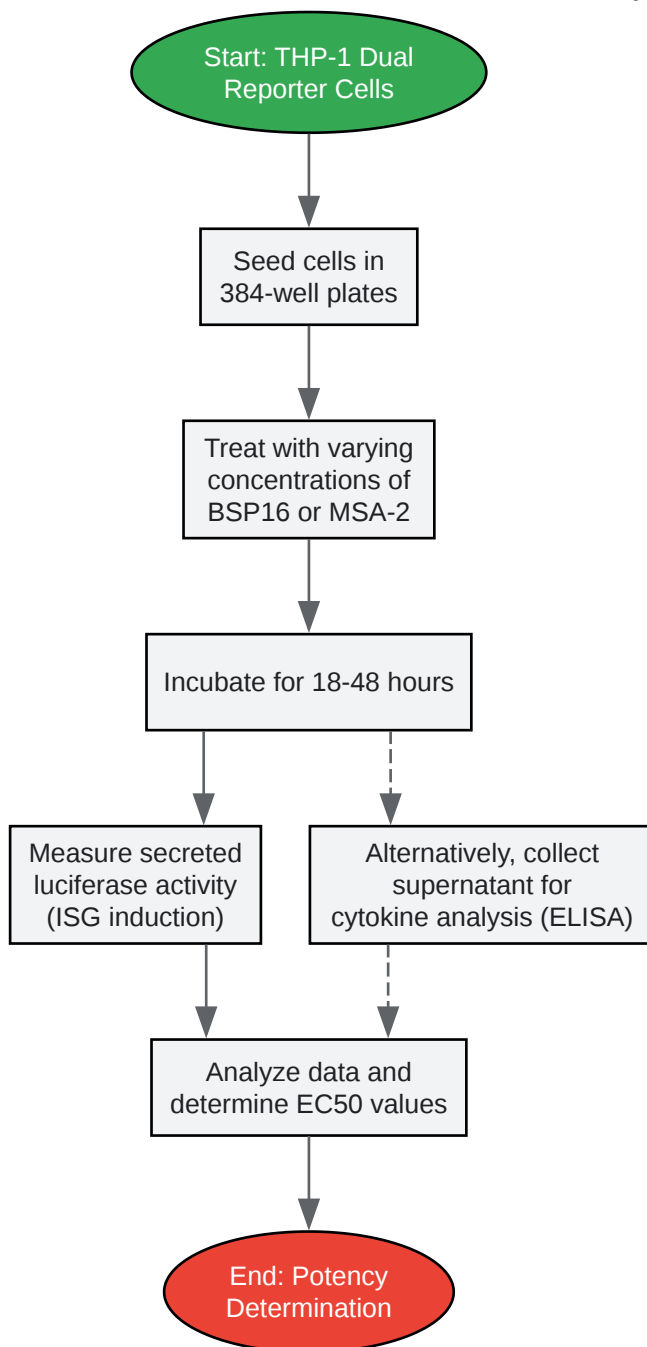 Start: THP-1 Dual
Reporter Cells
Seed cells in
384-well plates
Treat with varying
concentrations of
BSP16 or MSA-2
Incubate for 18-48 hours
Measure secreted
luciferase activity
(ISG induction)
Alternatively, collect
supernatant for
cytokine analysis (ELISA)
Analyze data and
determine EC50 values
End: Potency
Determination